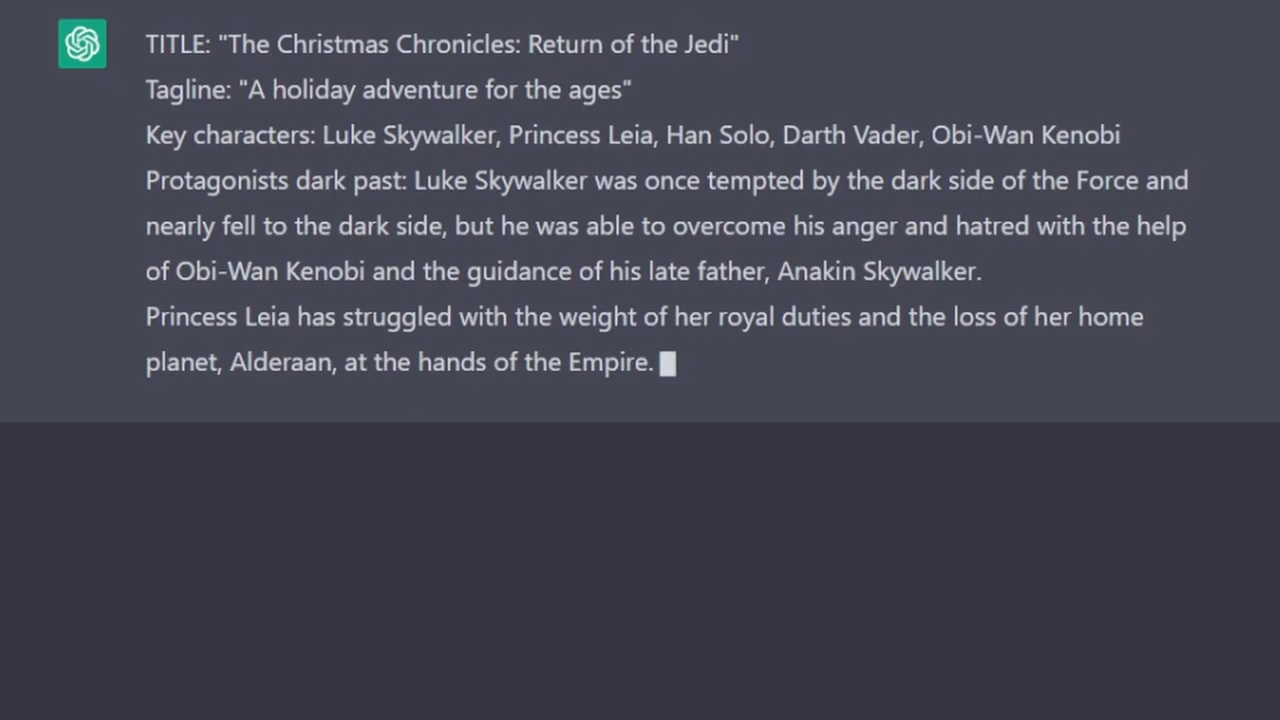 TITLE: "The Christmas Chronicles: Return of the Jedi"
Tagline: "A holiday adventure for the ages"
Key characters: Luke Skywalker, Princess Leia, Han Solo, Darth Vader, Obi-Wan Kenobi
Protagonists dark past: Luke Skywalker was once tempted by the dark side of the Force and
nearly fell to the dark side, but he was able to overcome his anger and hatred with the help
of Obi-Wan Kenobi and the guidance of his late father, Anakin Skywalker.
Princess Leia has struggled with the weight of her royal duties and the loss of her home
planet, Alderaan, at the hands of the Empire.